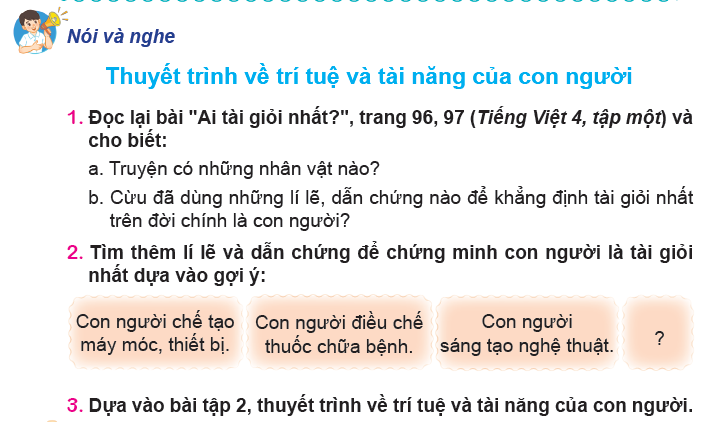 Nói và nghe
Thuyết trình về trí tuệ và tài năng của con người
1. Đọc lại bài "Ai tài giỏi nhất?", trang 96, 97 (Tiếng Việt 4, tập một) và
cho biết:
a. Truyện có những nhân vật nào?
b. Cừu đã dùng những lí lẽ, dẫn chứng nào để khẳng định tài giỏi nhất
trên đời chính là con người?
2. Tìm thêm lí lẽ và dẫn chứng để chứng minh con người là tài giỏi
nhất dựa vào gợi ý:
Con người chế tạo
máy móc, thiết bị.
Con người điều chế
thuốc chữa bệnh.
Con người
sáng tạo nghệ thuật.
?
3. Dựa vào bài tập 2, thuyết trình về trí tuệ và tài năng của con người.